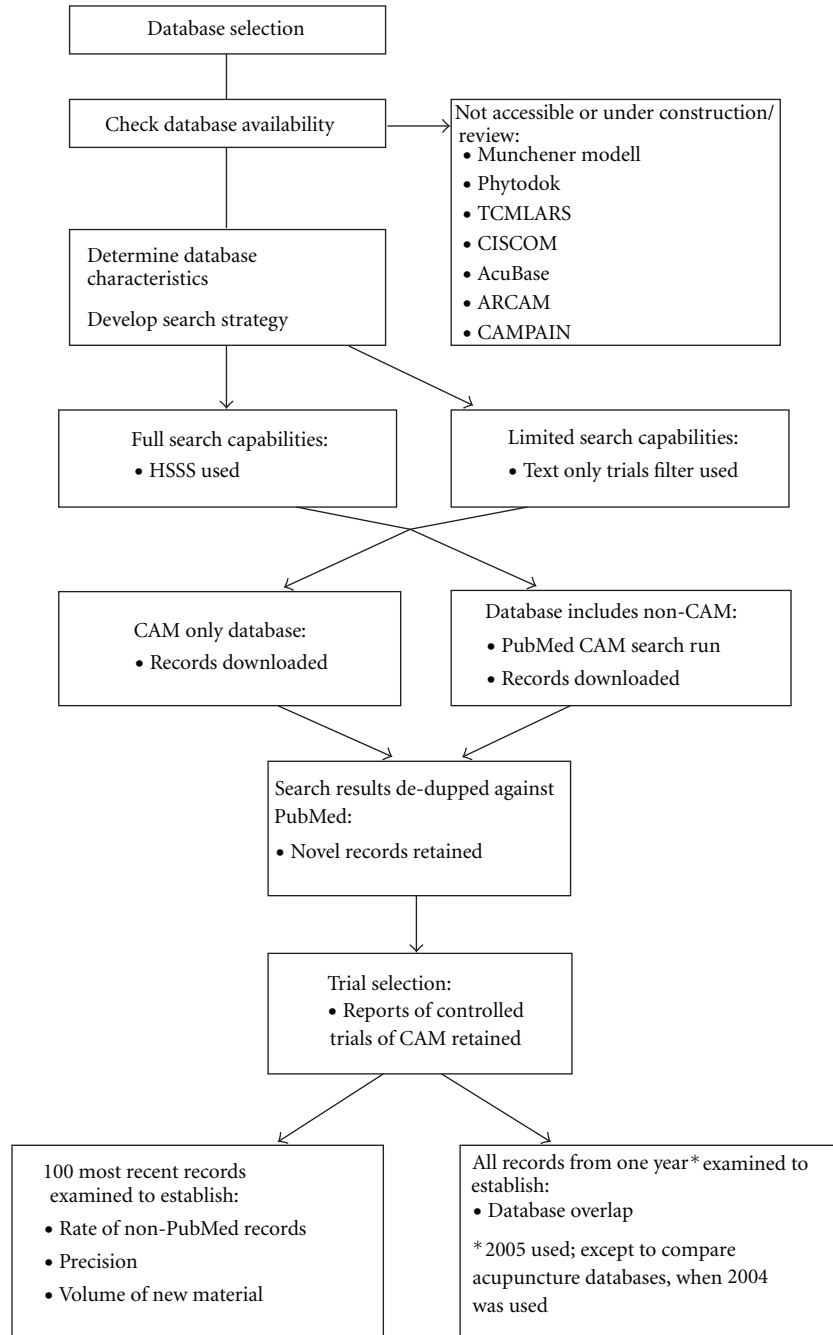 Database selection
Check database availability
Not accessible or under construction/
review:
• Munchener modell
• Phytodok
• TCMLARS
• CISCOM
• AcuBase
• ARCAM
• CAMPAIN
Determine database
characteristics
Develop search strategy
Full search capabilities:
• HSSS used
Limited search capabilities:
• Text only trials filter used
CAM only database:
• Records downloaded
Database includes non-CAM:
• PubMed CAM search run
• Records downloaded
Search results de-dupped against
PubMed:
• Novel records retained
Trial selection:
• Reports of controlled
trials of CAM retained
100 most recent records
examined to establish:
• Rate of non-PubMed records
• Precision
• Volume of new material
All records from one year* examined to
establish:
• Database overlap
*2005 used; except to compare
acupuncture databases, when 2004
was used